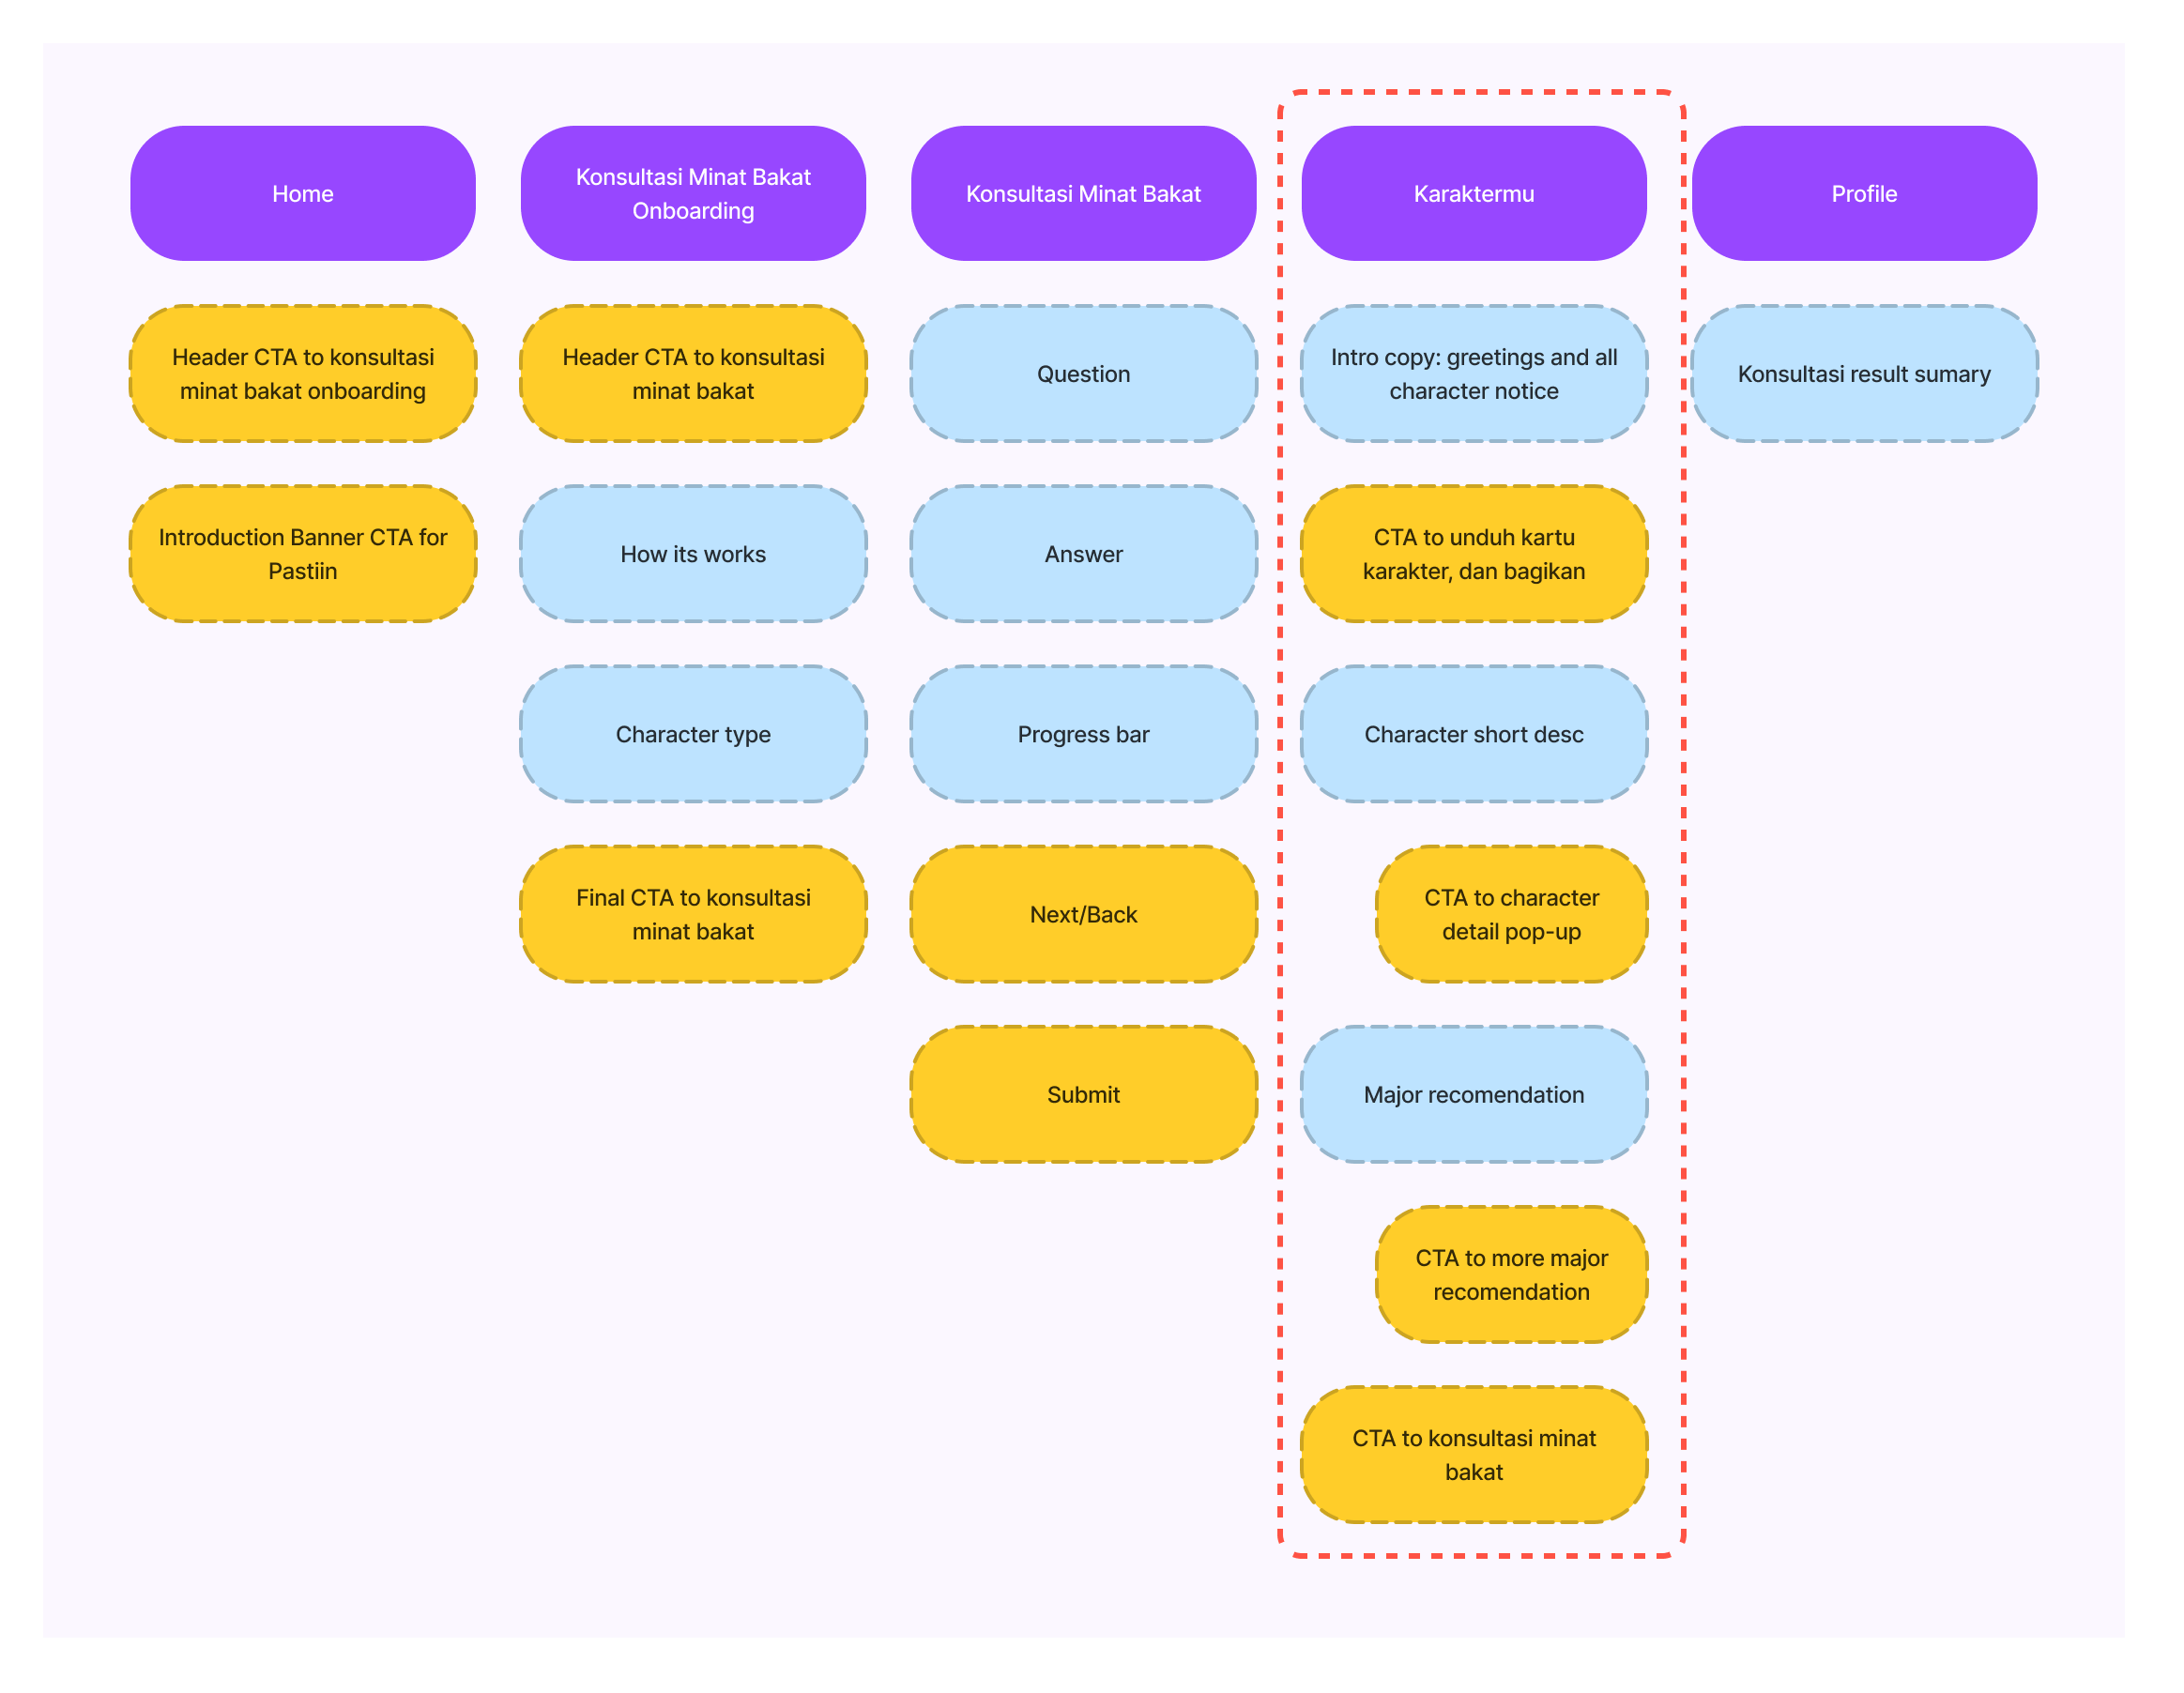 Home
Konsultasi Minat Bakat
Onboarding
Konsultasi Minat Bakat
Karaktermu
Profile
Header CTA to konsultasi
minat bakat onboarding
Header CTA to konsultasi
minat bakat
Question
Intro copy: greetings and all
character notice
Konsultasi result sumary
Introduction Banner CTA for
Pastiin
How its works
Answer
CTA to unduh kartu
karakter, dan bagikan
Character type
Progress bar
Character short desc
Final CTA to konsultasi
minat bakat
Next/Back
CTA to character
detail pop-up
Submit
Major recomendation
CTA to more major
recomendation
CTA to konsultasi minat
bakat